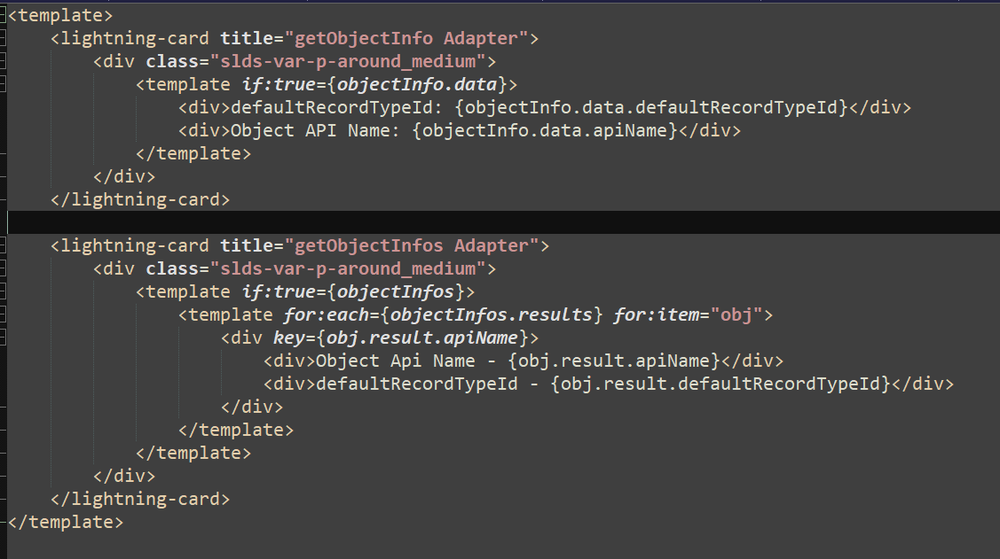 <template>
    <lightning-card title="getObjectInfo Adapter">
        <div class="slds-var-p-around_medium">
            <template if:true={objectInfo.data}>
                <div>defaultRecordTypeId: {objectInfo.data.defaultRecordTypeId}</div>
                <div>Object API Name: {objectInfo.data.apiName}</div>
            </template>
        </div>
    </lightning-card>

    <lightning-card title="getObjectInfos Adapter">
        <div class="slds-var-p-around_medium">
            <template if:true={objectInfos}>
                <template for:each={objectInfos.results} for:item="obj">
                    <div key={obj.result.apiName}>
                        <div>Object Api Name - {obj.result.apiName}</div>
                        <div>defaultRecordTypeId - {obj.result.defaultRecordTypeId}</div>
                    </div>
                </template>
            </template>
        </div>
    </lightning-card>
</template>